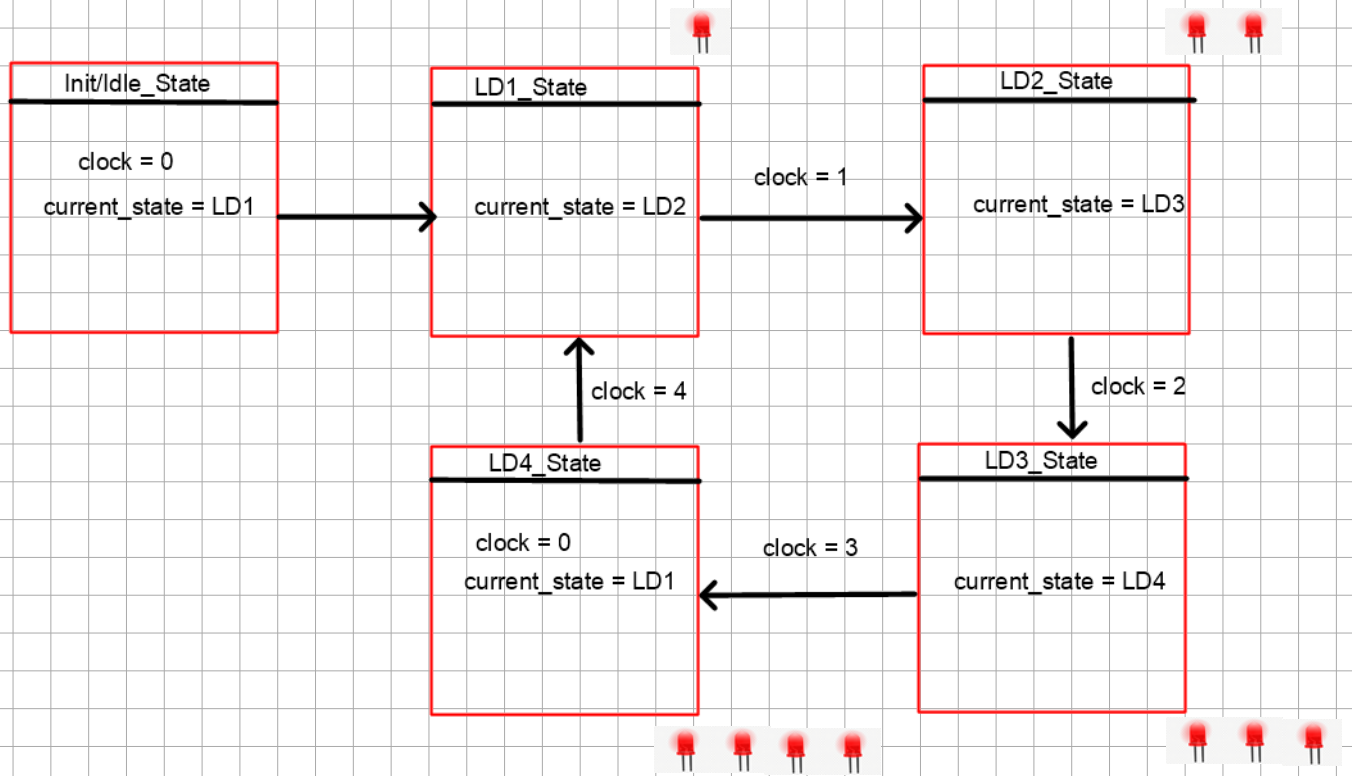 Init/Idle_State
clock = 0
current_state = LD1
LD1_State
current_state = LD2
clock = 1
LD2_State
current_state = LD3
clock = 2
LD3_State
current_state = LD4
clock = 3
LD4_State
clock = 0
current_state = LD1
clock = 4